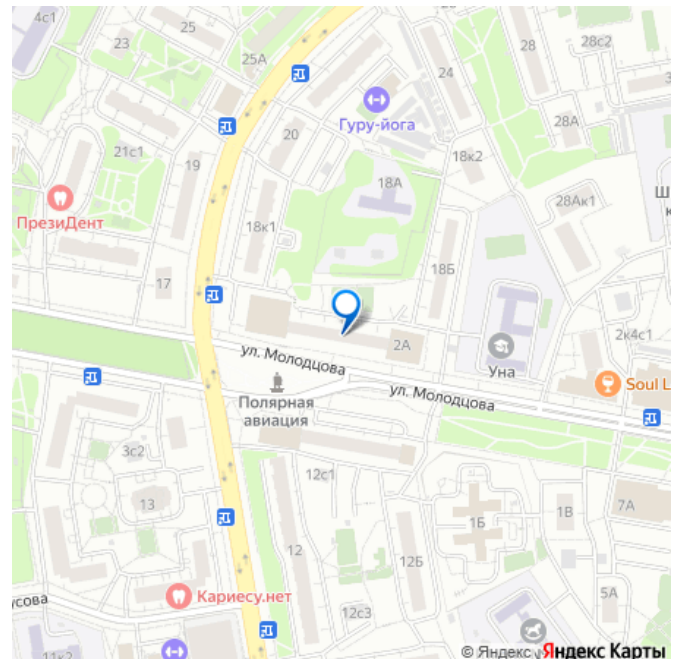 4с1
25
23
25А
28
28с2
24
Гуру-йога
20
28А
21с1
19
18к2
18А
ПрезиДент
28Ак1
18к1
18Б
17
2А
2к4с1
ул. Молодцова
Уна
ул. Молодцова
Soul L
Полярная
авиация
3с2
12с1
13
1Б
1В
7А
12
12Б
усова
Кариесу.нет
5А
12с3
11к2
© Яндекс
Яндекс Карты